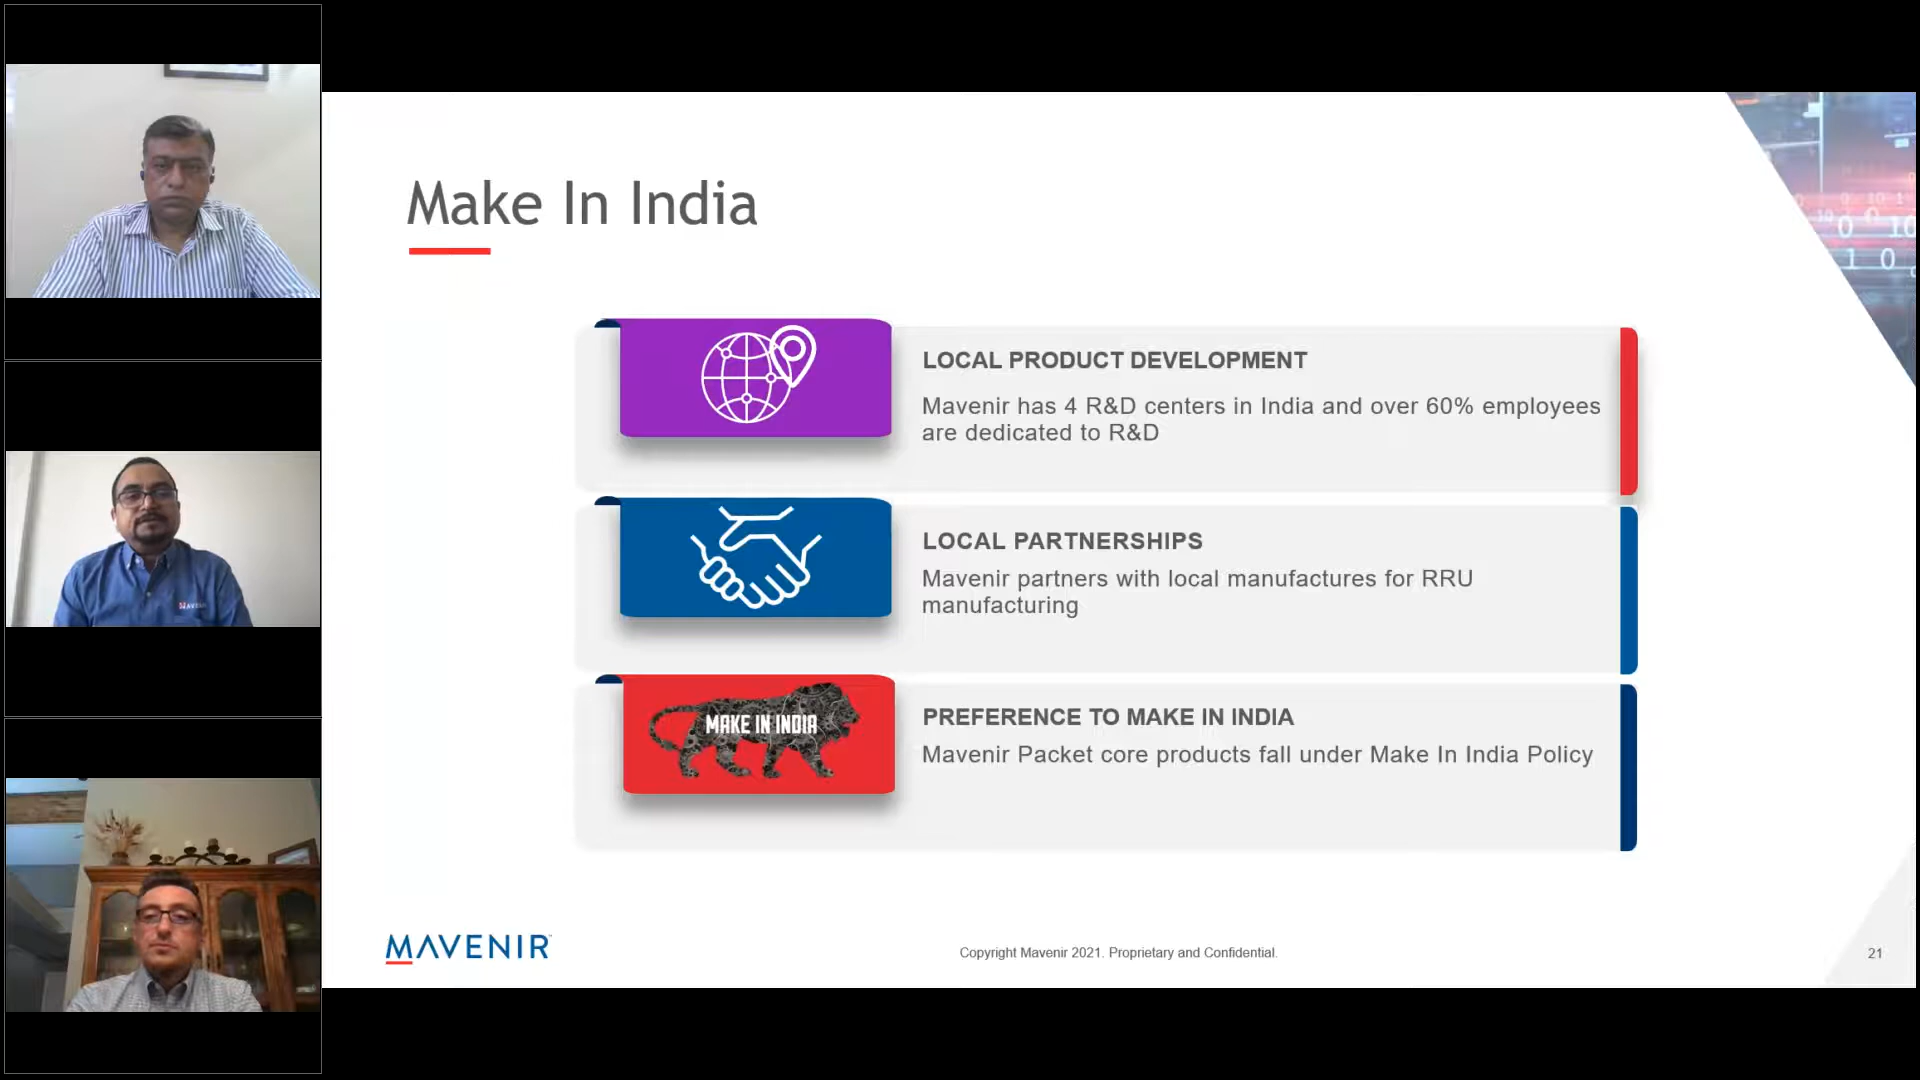 Make In India
LOCAL PRODUCT DEVELOPMENT
Mavenir has 4 R&D centers in India and over 60% employees
are dedicated to R&D
LOCAL PARTNERSHIPS
Mavenir partners with local manufactures for RRU
manufacturing
MAKE IN INDIA
PREFERENCE TO MAKE IN INDIA
Mavenir Packet core products fall under Make In India Policy
MAVENIR
Copyright Mavenir 2021. Proprietary and Confidential.
21